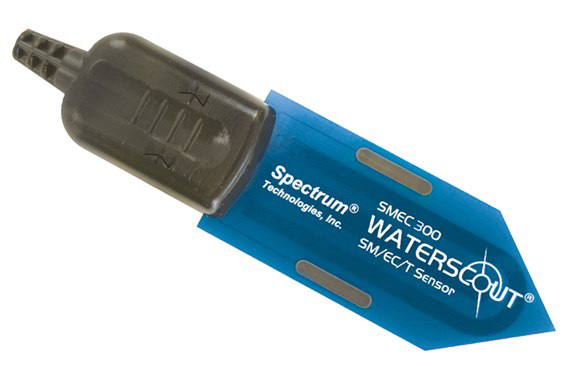 Spectrum®
Technologies, Inc.
SMEC 300
WATERSCOUT®
SM/EC/T Sensor